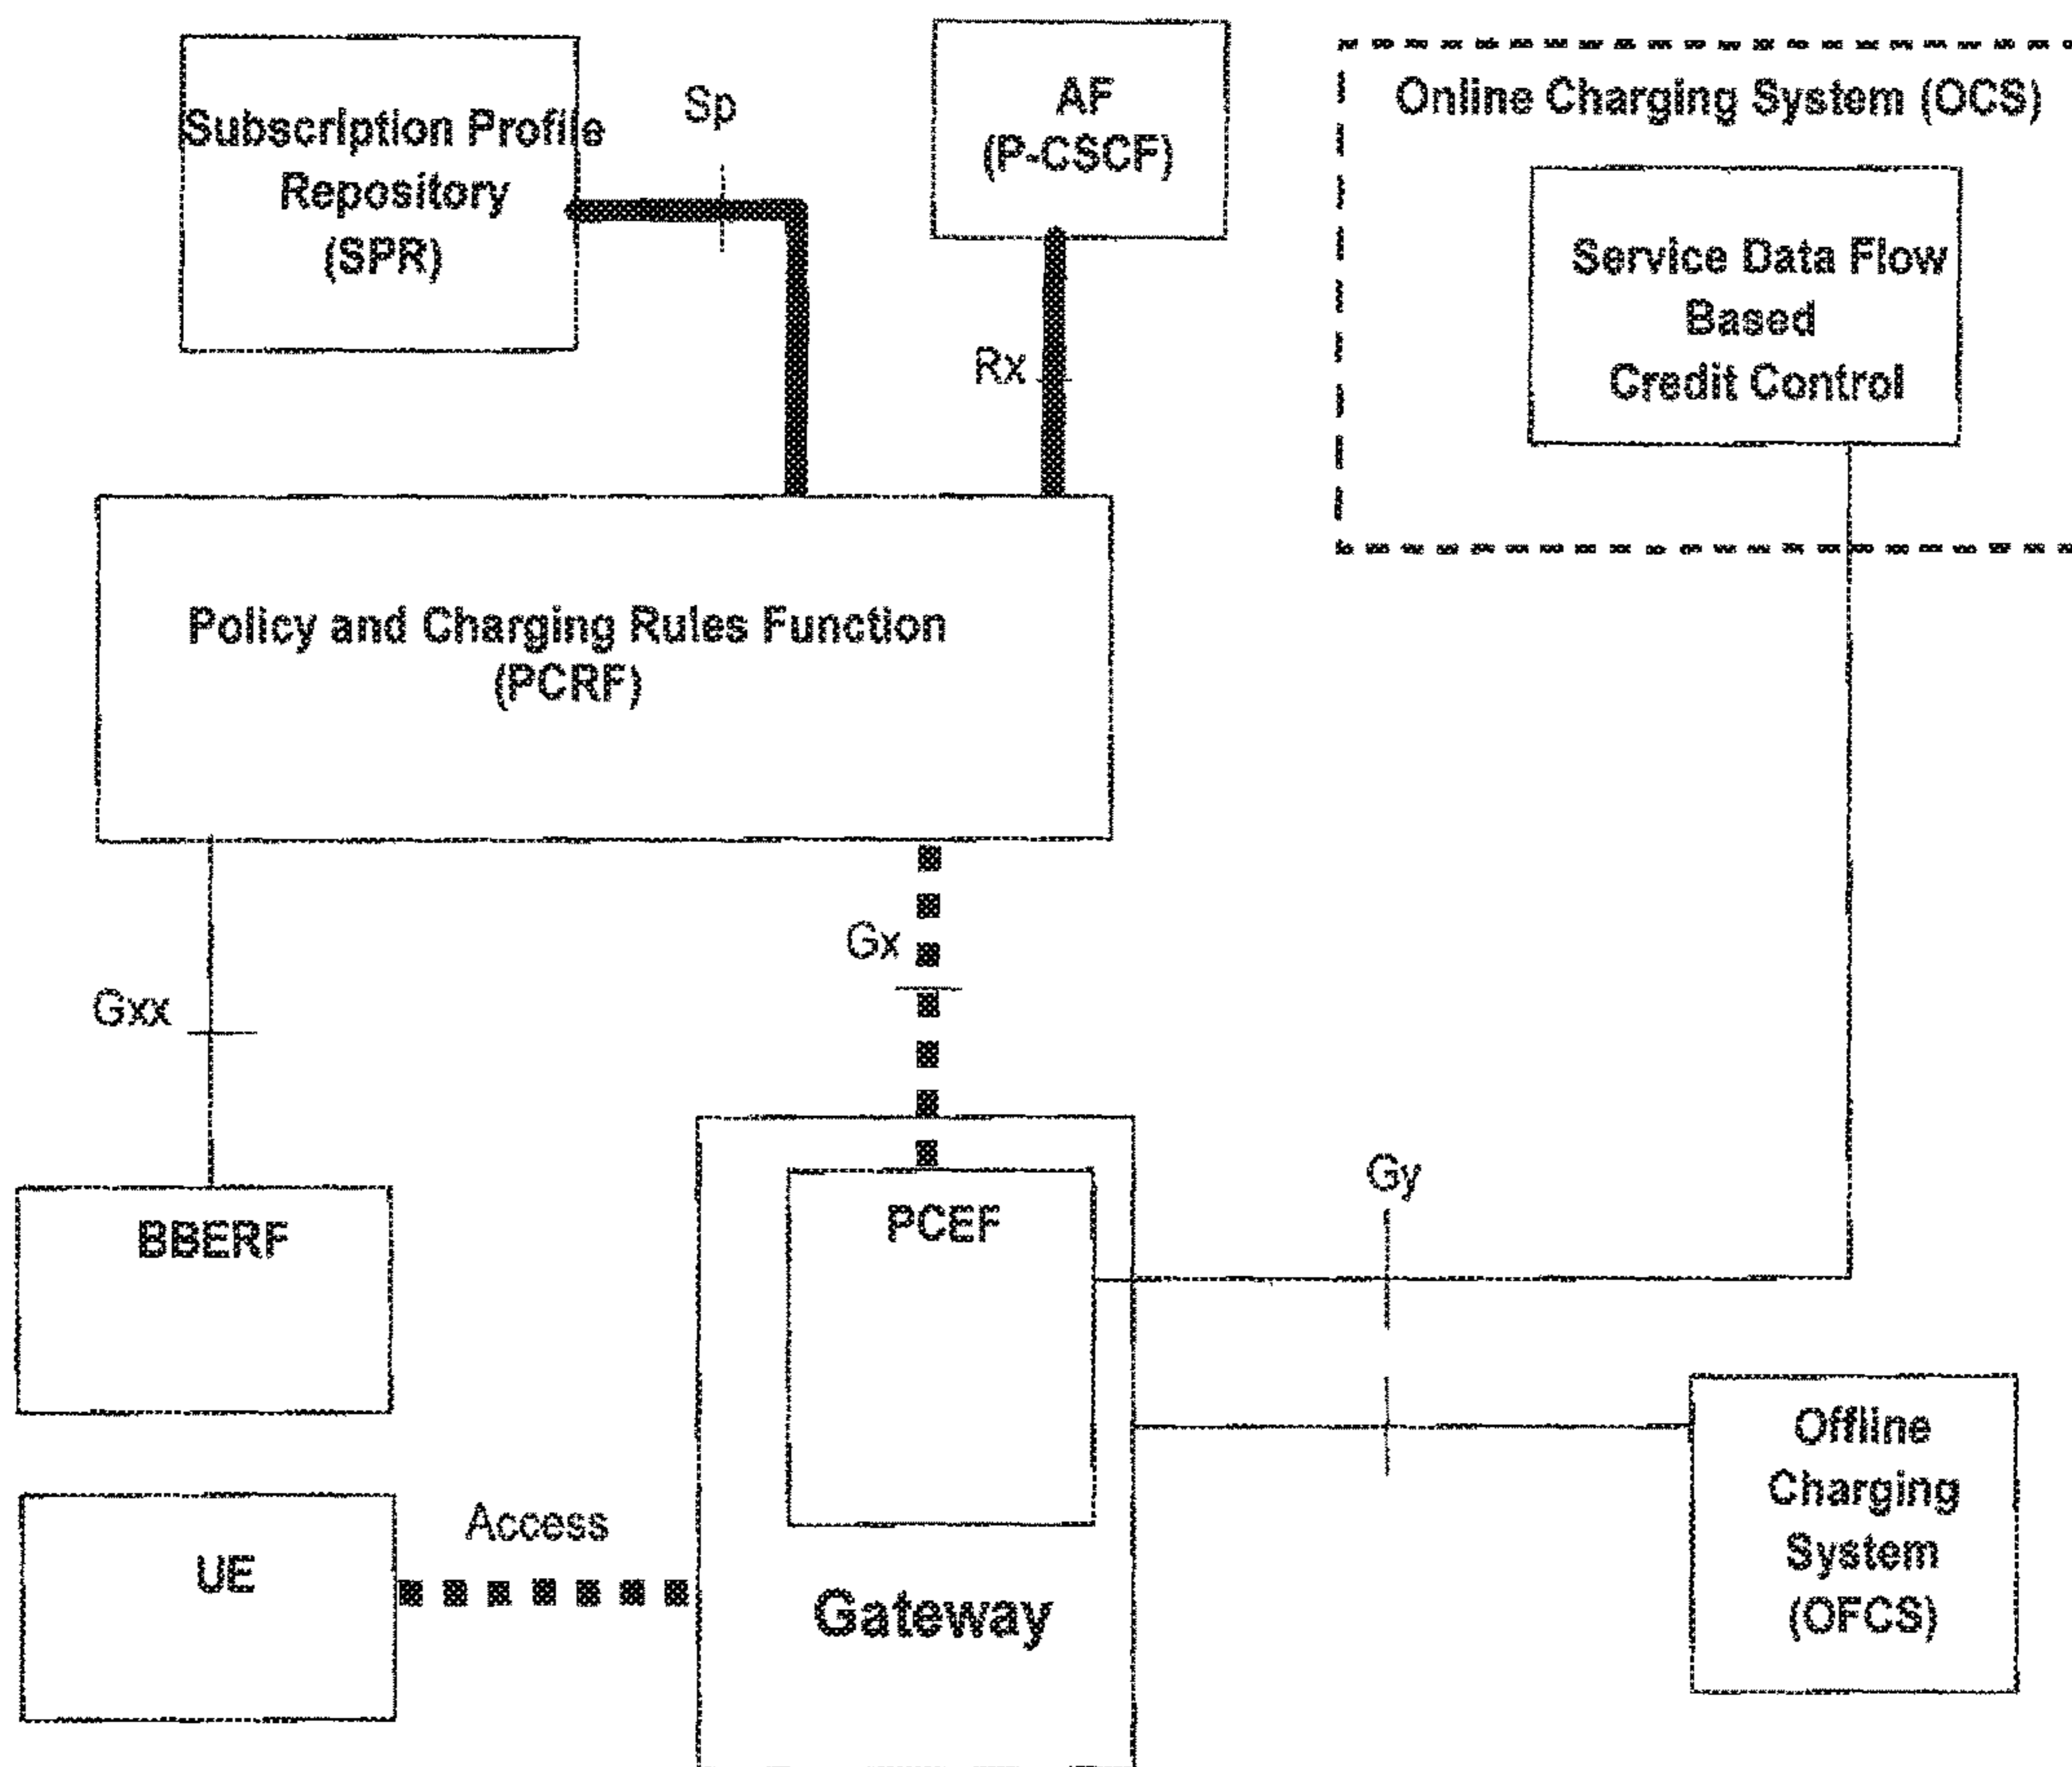 Subscription Profile
Repository
(SPR)
Sp
AF
(P-CSCF)
Online Charging System (OCS)
Service Data Flow
Based
Credit Control
Rx
Policy and Charging Rules Function
(PCRF)
Gx
Gxx
BBERF
PCEF
Gy
UE
Access
Gateway
Offline
Charging
System
(OFCS)